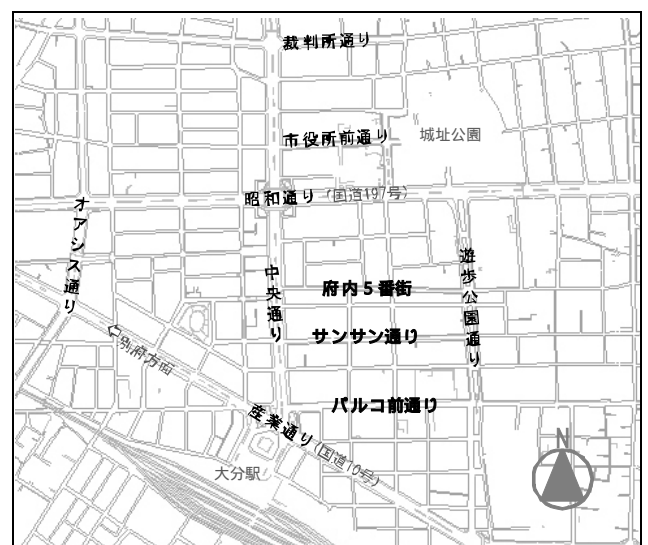 裁判所通り
市役所前通り
城址公園
昭和通り（国道197号）
オアシス通り
中央通り
遊歩公園通り
府内５番街
サンサン通り
別府方面
パルコ前通り
産業通り（国道10号）
大分駅
N